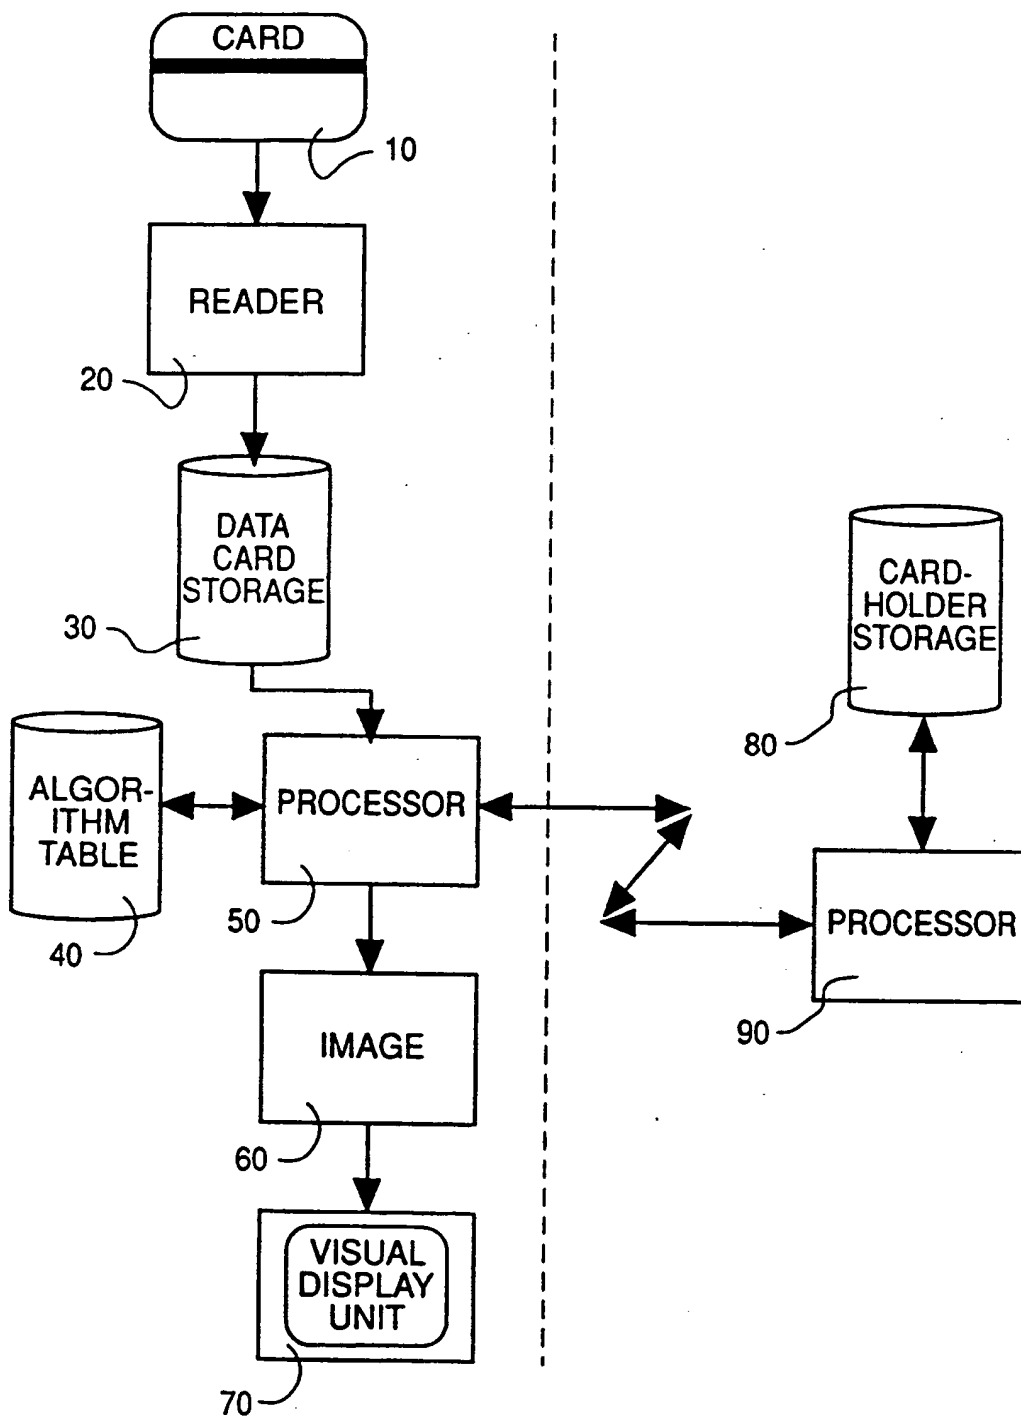 CARD
10
READER
20
DATA
CARD
STORAGE
30
CARD-
HOLDER
STORAGE
80
ALGOR-
ITHM
TABLE
40
PROCESSOR
50
PROCESSOR
90
IMAGE
60
VISUAL
DISPLAY
UNIT
70